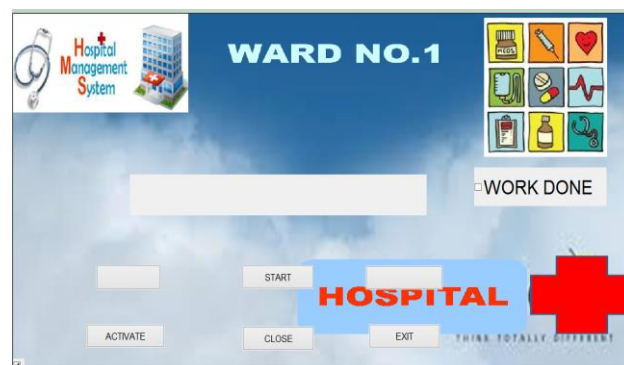 Hospital
Management
System
WARD NO.1
MEDS
WORK DONE
START
HOSPITAL
ACTIVATE
CLOSE
EXIT
THINK TOTALLY DIFFERENT